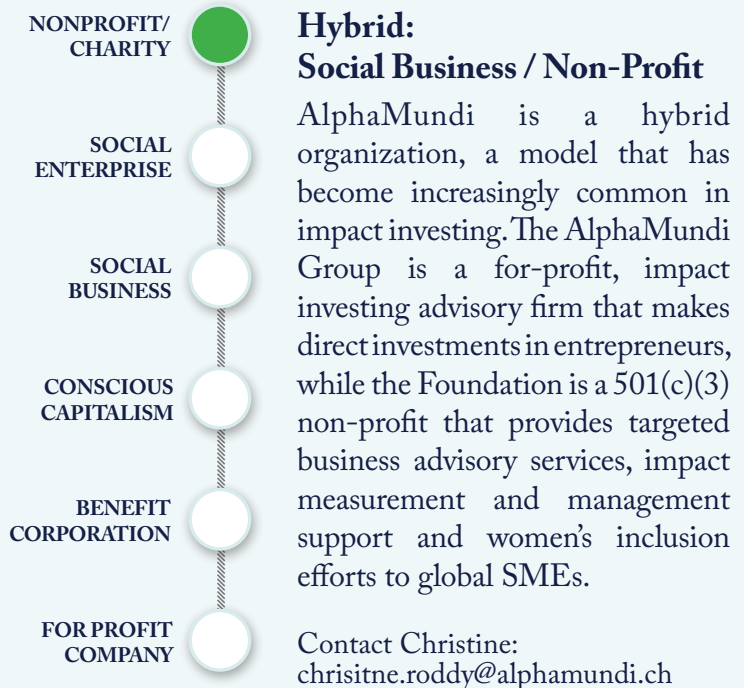 NONPROFIT/
CHARITY
SOCIAL
ENTERPRISE
SOCIAL
BUSINESS
CONSCIOUS
CAPITALISM
BENEFIT
CORPORATION
FOR PROFIT
COMPANY
Hybrid:
Social Business / Non-Profit
AlphaMundi is a hybrid
organization, a model that has
become increasingly common in
impact investing. The AlphaMundi
Group is a for-profit, impact
investing advisory firm that makes
direct investments in entrepreneurs,
while the Foundation is a 501(c)(3)
non-profit that provides targeted
business advisory services, impact
measurement and management
support and women's inclusion
efforts to global SMEs.
Contact Christine:
chrisitne.roddy@alphamundi.ch